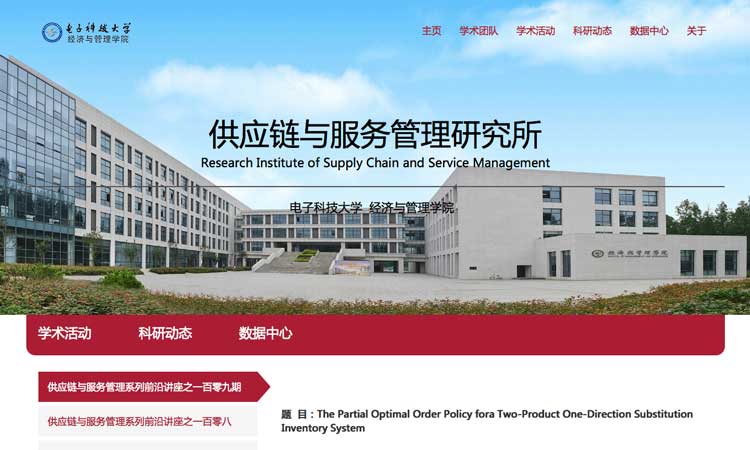 电子科技大学
经济与管理学院
主页 学术团队 学术活动 科研动态 数据中心 关于
供应链与服务管理研究所
Research Institute of Supply Chain and Service Management
电子科技大学 经济与管理学院
经济与管理学院
学术活动 科研动态 数据中心
供应链与服务管理系列前沿讲座之一百零九期
供应链与服务管理系列前沿讲座之一百零八
题 目：The Partial Optimal Order Policy fora Two-Product One-Direction Substitution
Inventory System